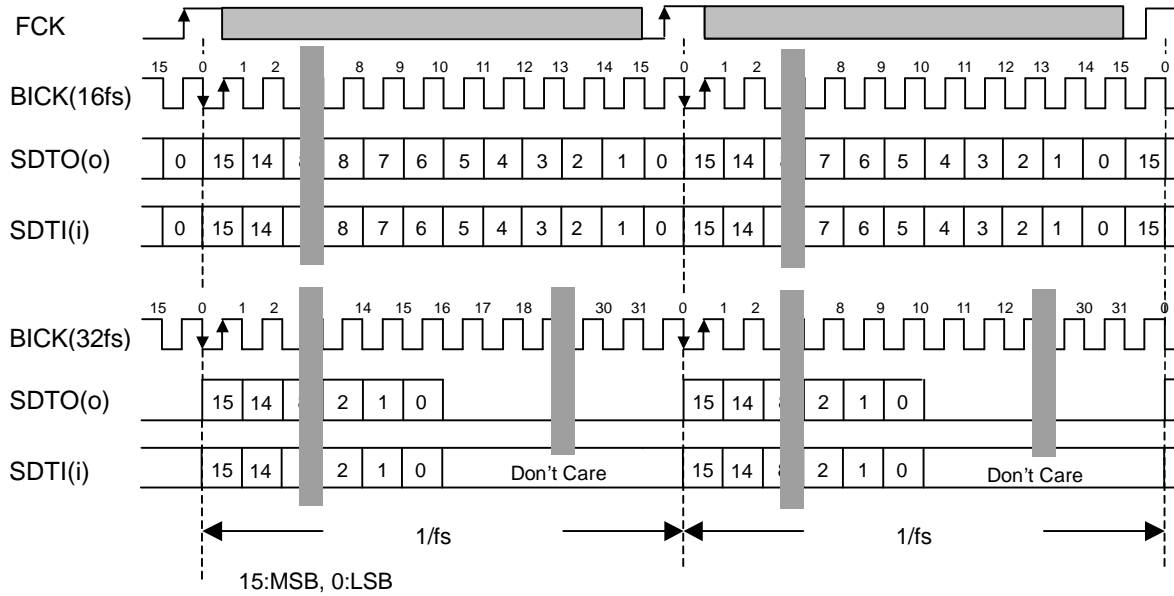 FCK
15 0 1 2 8 9 10 11 12 13 14 15 0 1 2 8 9 10 11 12 13 14 15 0
BICK(16fs)
SDTO(o) 0 15 14 8 7 6 5 4 3 2 1 0 15 14 7 6 5 4 3 2 1 0 15
SDTI(i) 0 15 14 8 7 6 5 4 3 2 1 0 15 14 7 6 5 4 3 2 1 0 15
15 0 1 2 14 15 16 17 18 30 31 0 1 2 8 9 10 11 12 30 31 0
BICK(32fs)
SDTO(o) 15 14 2 1 0 15 14 2 1 0
SDTI(i) 15 14 2 1 0 Don't Care 15 14 2 1 0 Don't Care
1/fs 1/fs
15:MSB, 0:LSB